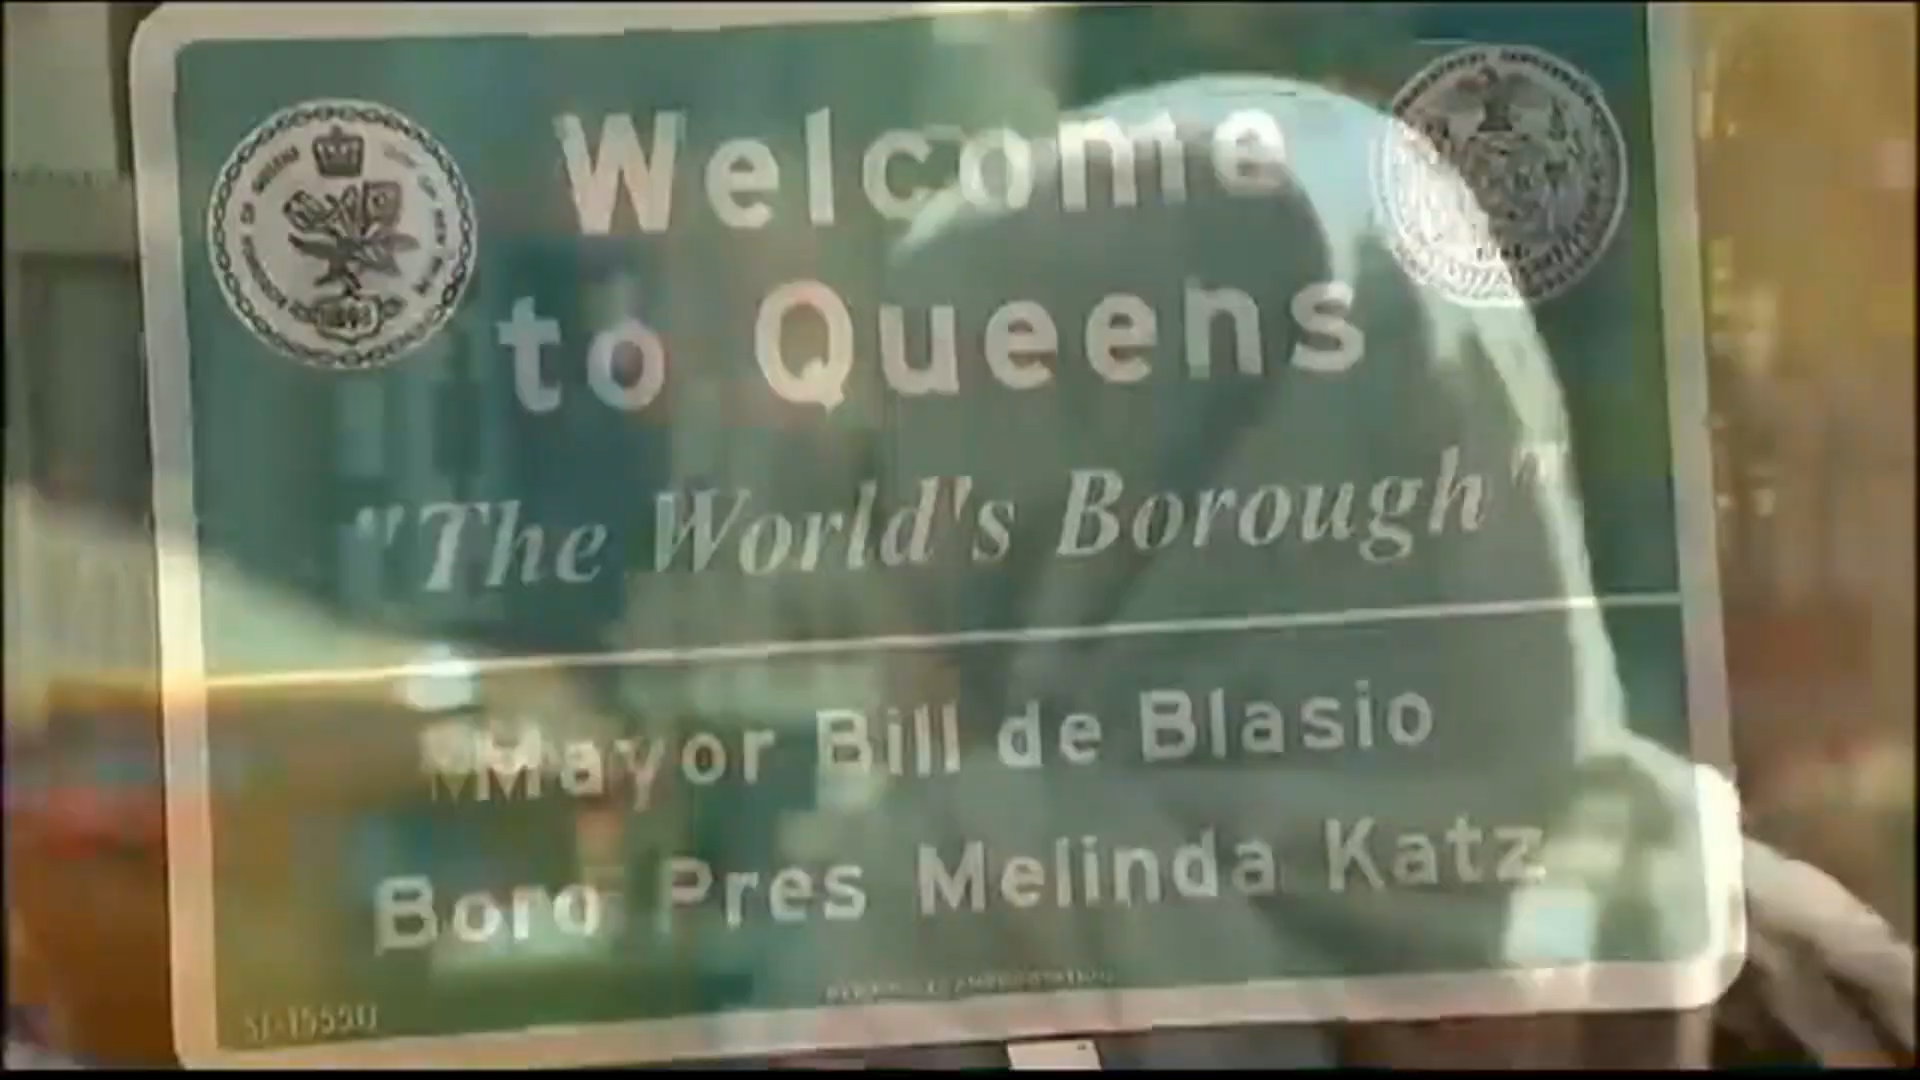 Welcome
to Queens
"The World's Borough"
Mayor Bill de Blasio
Boro Pres Melinda Katz